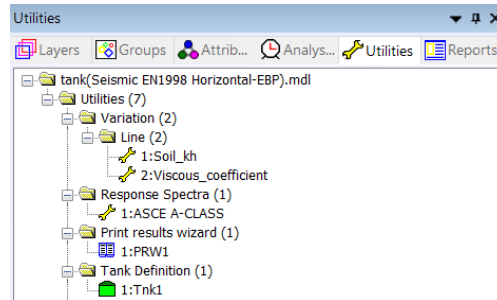 Utilities
Layers Groups Attrib... Analys... Utilities Reports
tank(Seismic EN1998 Horizontal-EBP).mdl
Utilities (7)
Variation (2)
Line (2)
1:Soil_kh
2:Viscous_coefficient
Response Spectra (1)
1:ASCE A-CLASS
Print results wizard (1)
1:PRW1
Tank Definition (1)
1:Tnk1